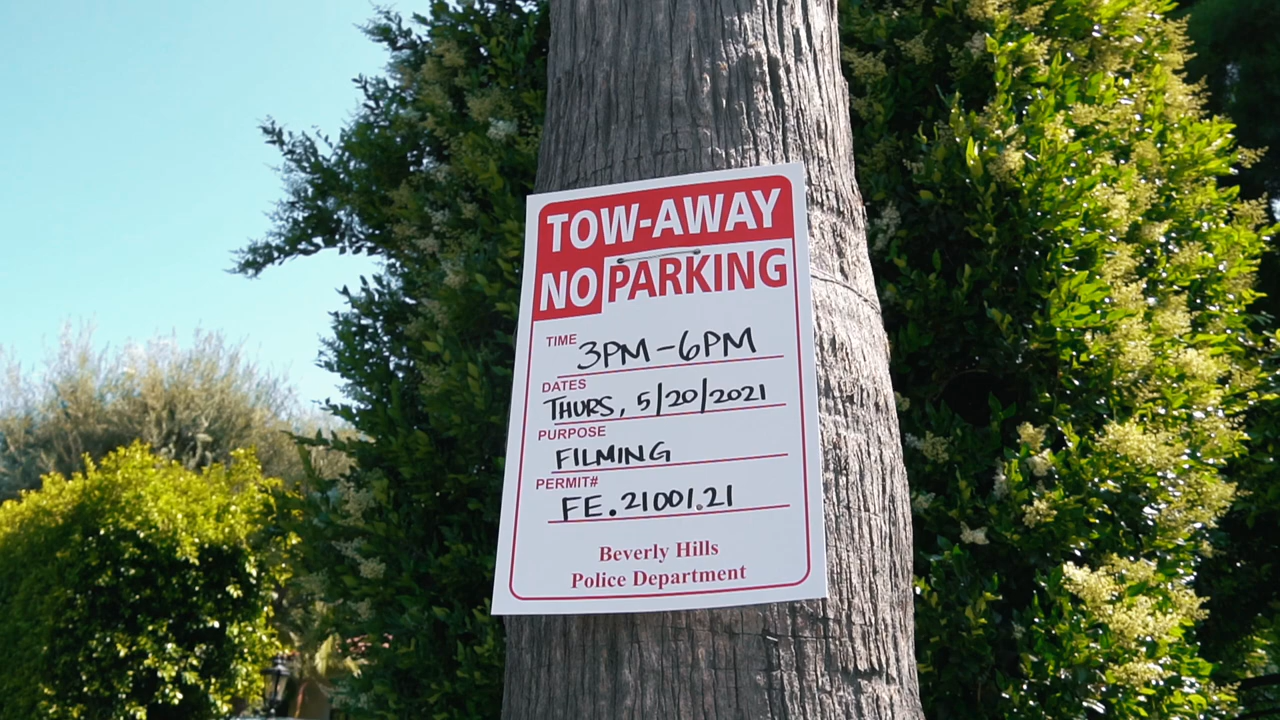 TOW-AWAY
NO PARKING
TIME 3PM-6PM
DATES THURS, 5/20/2021
PURPOSE FILMING
PERMIT# FE.21001.21
Beverly Hills
Police Department